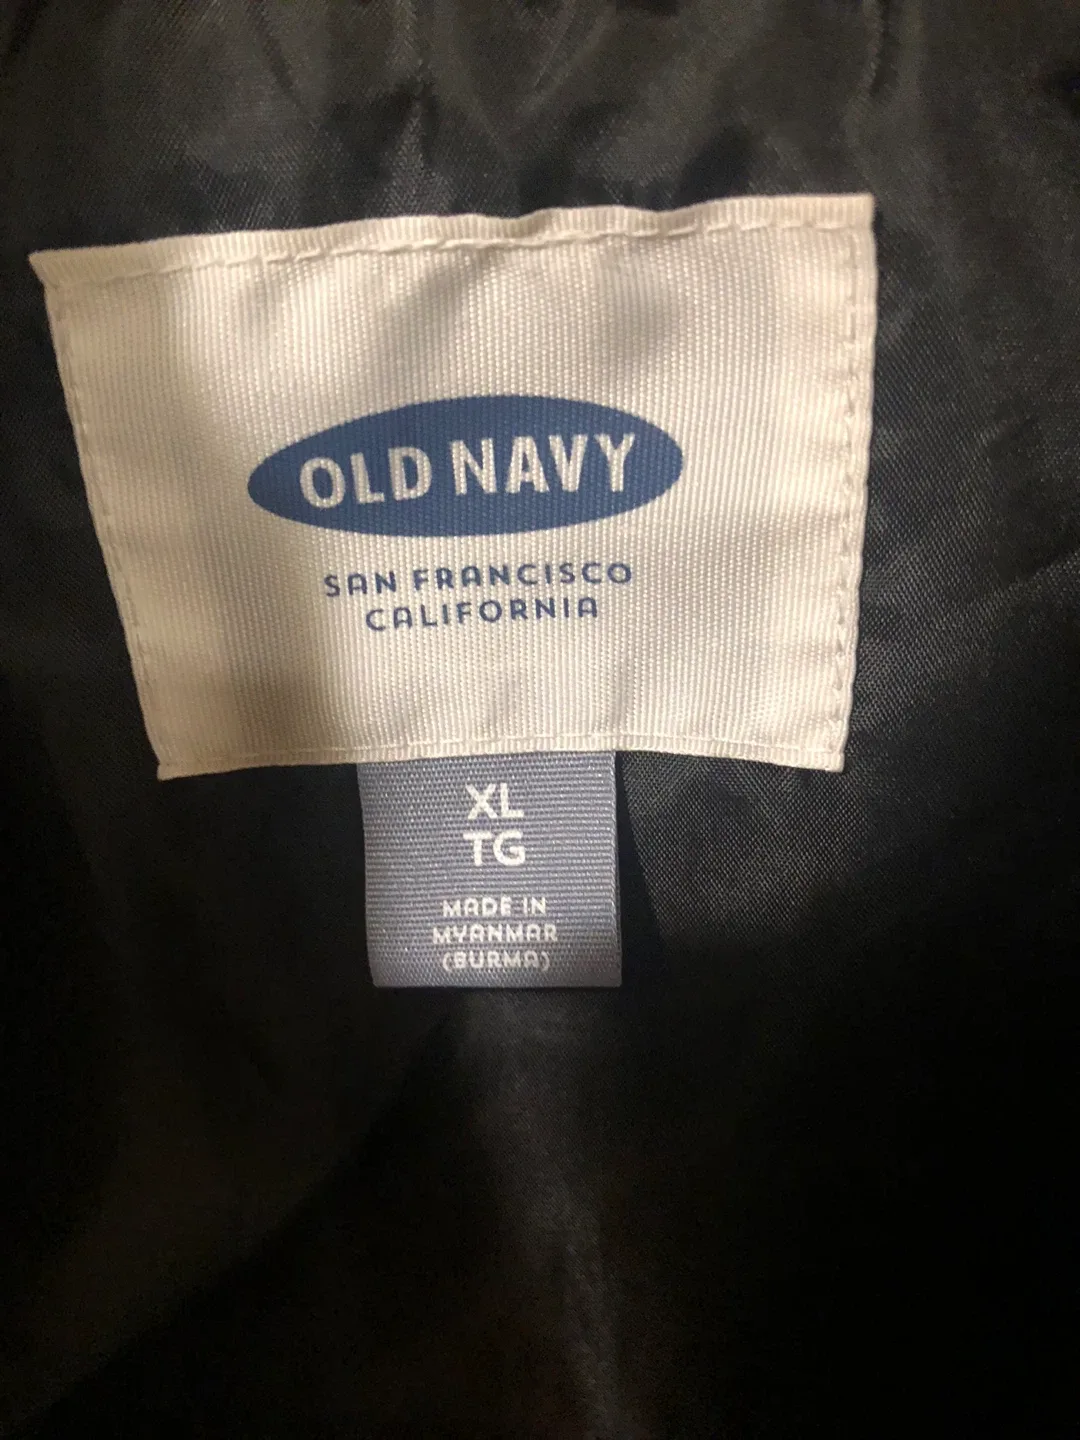 OLD NAVY
SAN FRANCISCO
CALIFORNIA
XL
TG
MADE IN
MYANMAR
(BURMA)